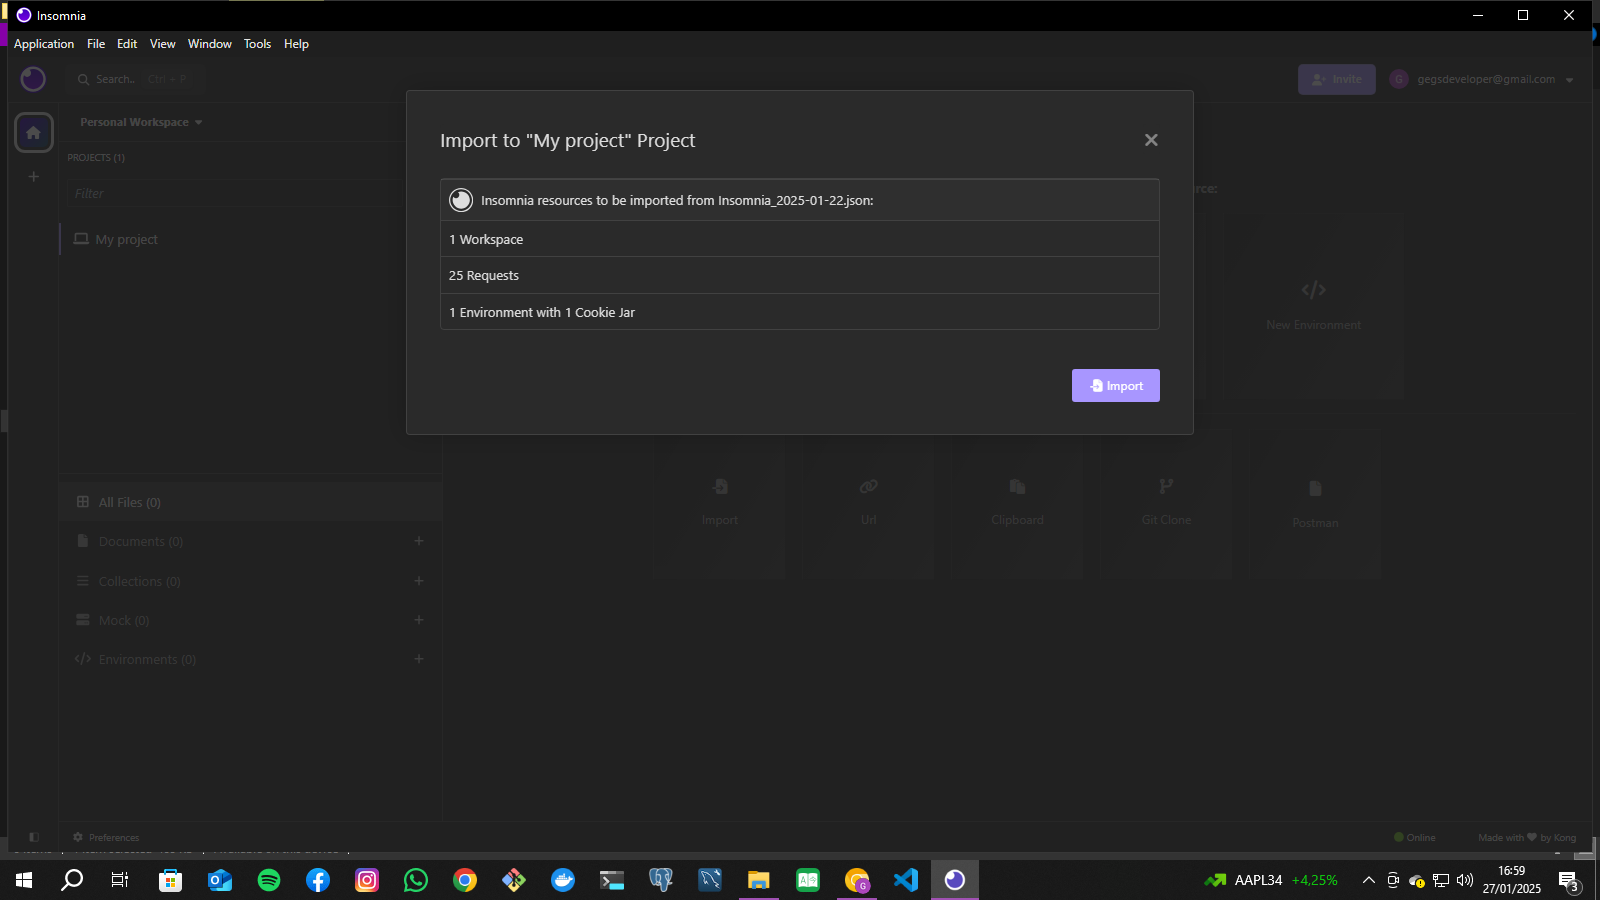 Insomnia
Application File Edit View Window Tools Help
Search.. Ctrl + P
Invite
G gegsdeveloper@gmail.com
Personal Workspace
PROJECTS (1)
Filter
My project
Import to "My project" Project
Insomnia resources to be imported from Insomnia_2025-01-22.json:
1 Workspace
25 Requests
1 Environment with 1 Cookie Jar
Import
rce:
New Environment
Import
Url
Clipboard
Git Clone
Postman
All Files (0)
Documents (0)
Collections (0)
Mock (0)
Environments (0)
Preferences
Online
Made with by Kong
AAPL34 +4,25%
16:59
27/01/2025
3